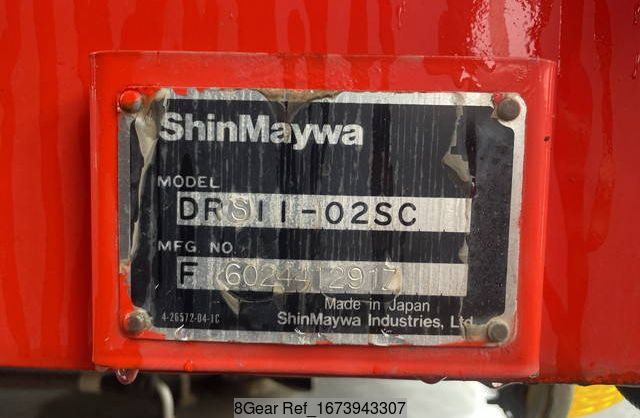 ShinMaywa
MODEL
DRS11-02SC
MFG. NO.
F
Made in Japan
4-26572-04-1C
ShinMaywa Industries, Ltd.
8Gear Ref_1673943307